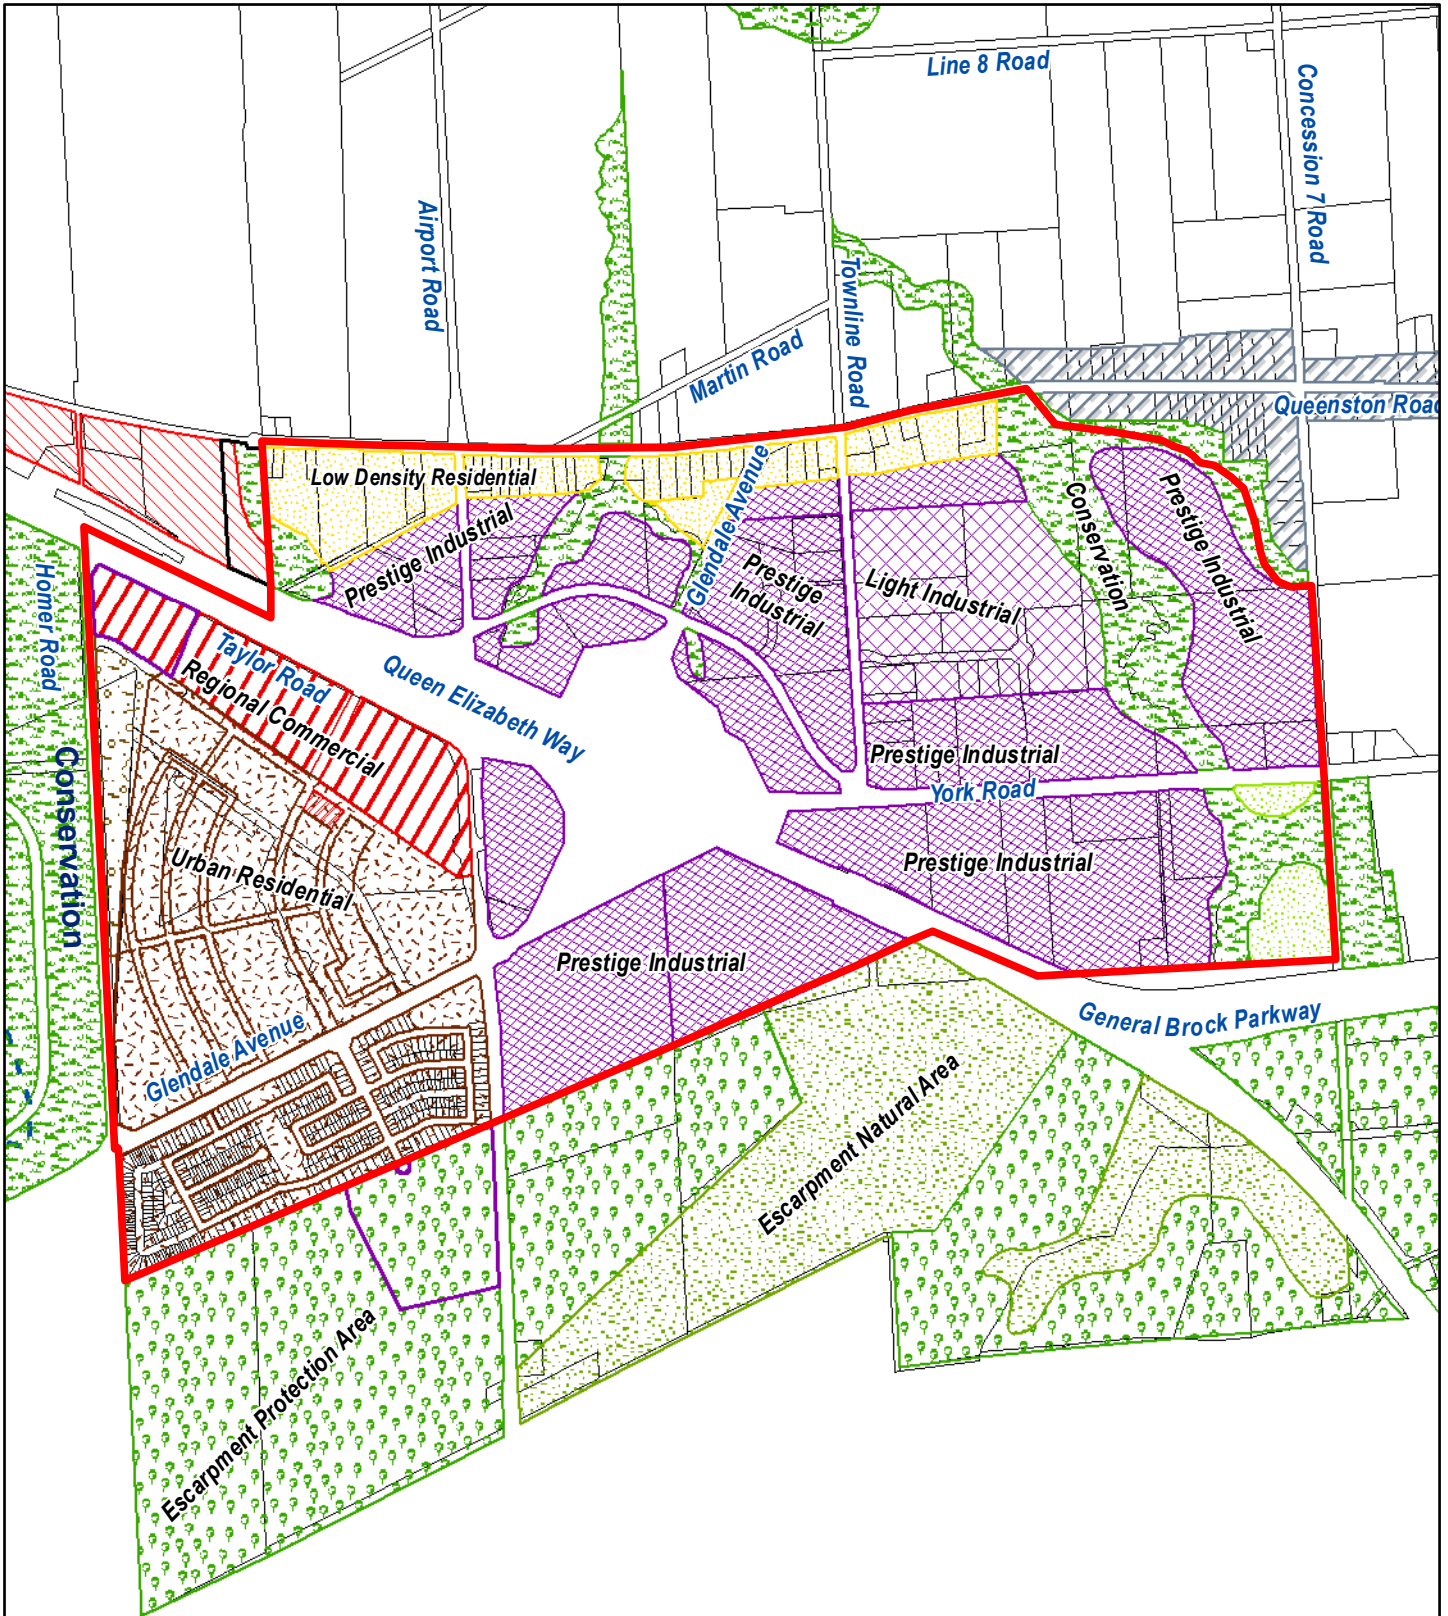 Line 8 Road
Concession 7 Road
Airport Road
Townline Road
Martin Road
Queenston Road
Low Density Residential
Glendale Avenue
Prestige Industrial
Conservation
Prestige Industrial
Prestige
Industrial
Light Industrial
Homer Road
Taylor Road
Regional Commercial
Queen Elizabeth Way
Conservation
Prestige Industrial
York Road
Urban Residential
Prestige Industrial
Prestige Industrial
Glendale Avenue
General Brock Parkway
Escarpment Natural Area
Escarpment Protection Area